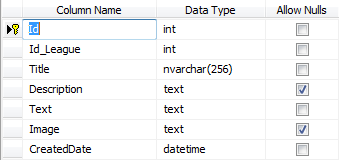 Column Name Data Type Allow Nulls
Id int
Id_League int
Title nvarchar(256)
Description text
Text text
Image text
CreatedDate datetime